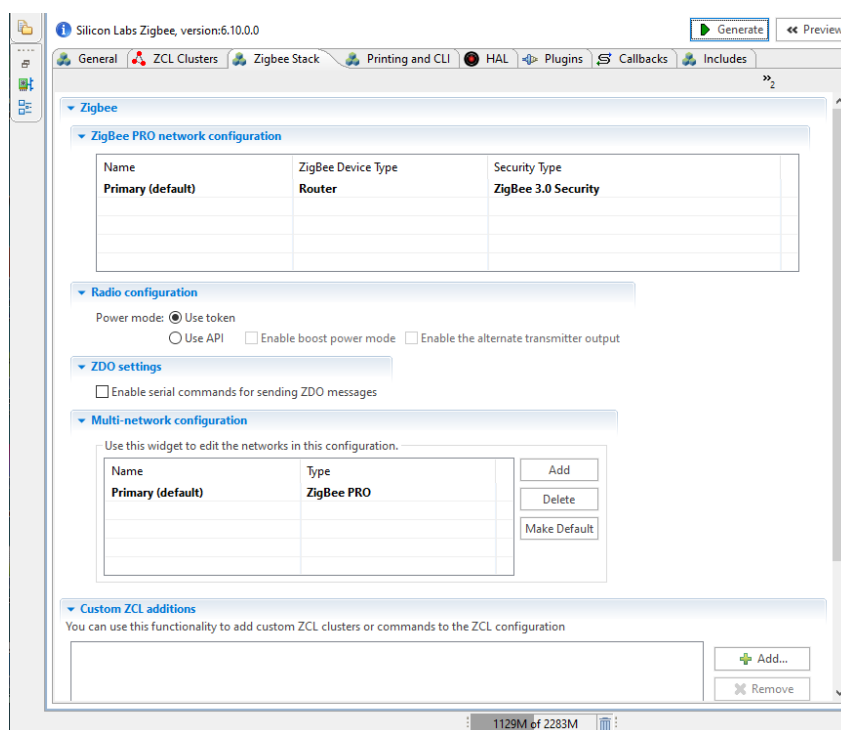 Silicon Labs Zigbee, version:6.10.0.0
Generate
Preview
General
ZCL Clusters
Zigbee Stack
Printing and CLI
HAL
Plugins
Callbacks
Includes
»2
Zigbee
ZigBee PRO network configuration
Name ZigBee Device Type Security Type
Primary (default) Router ZigBee 3.0 Security
Radio configuration
Power mode: Use token
Use API Enable boost power mode Enable the alternate transmitter output
ZDO settings
Enable serial commands for sending ZDO messages
Multi-network configuration
Use this widget to edit the networks in this configuration.
Name Type
Primary (default) ZigBee PRO
Add
Delete
Make Default
Custom ZCL additions
You can use this functionality to add custom ZCL clusters or commands to the ZCL configuration
Add...
Remove
1129M of 2283M